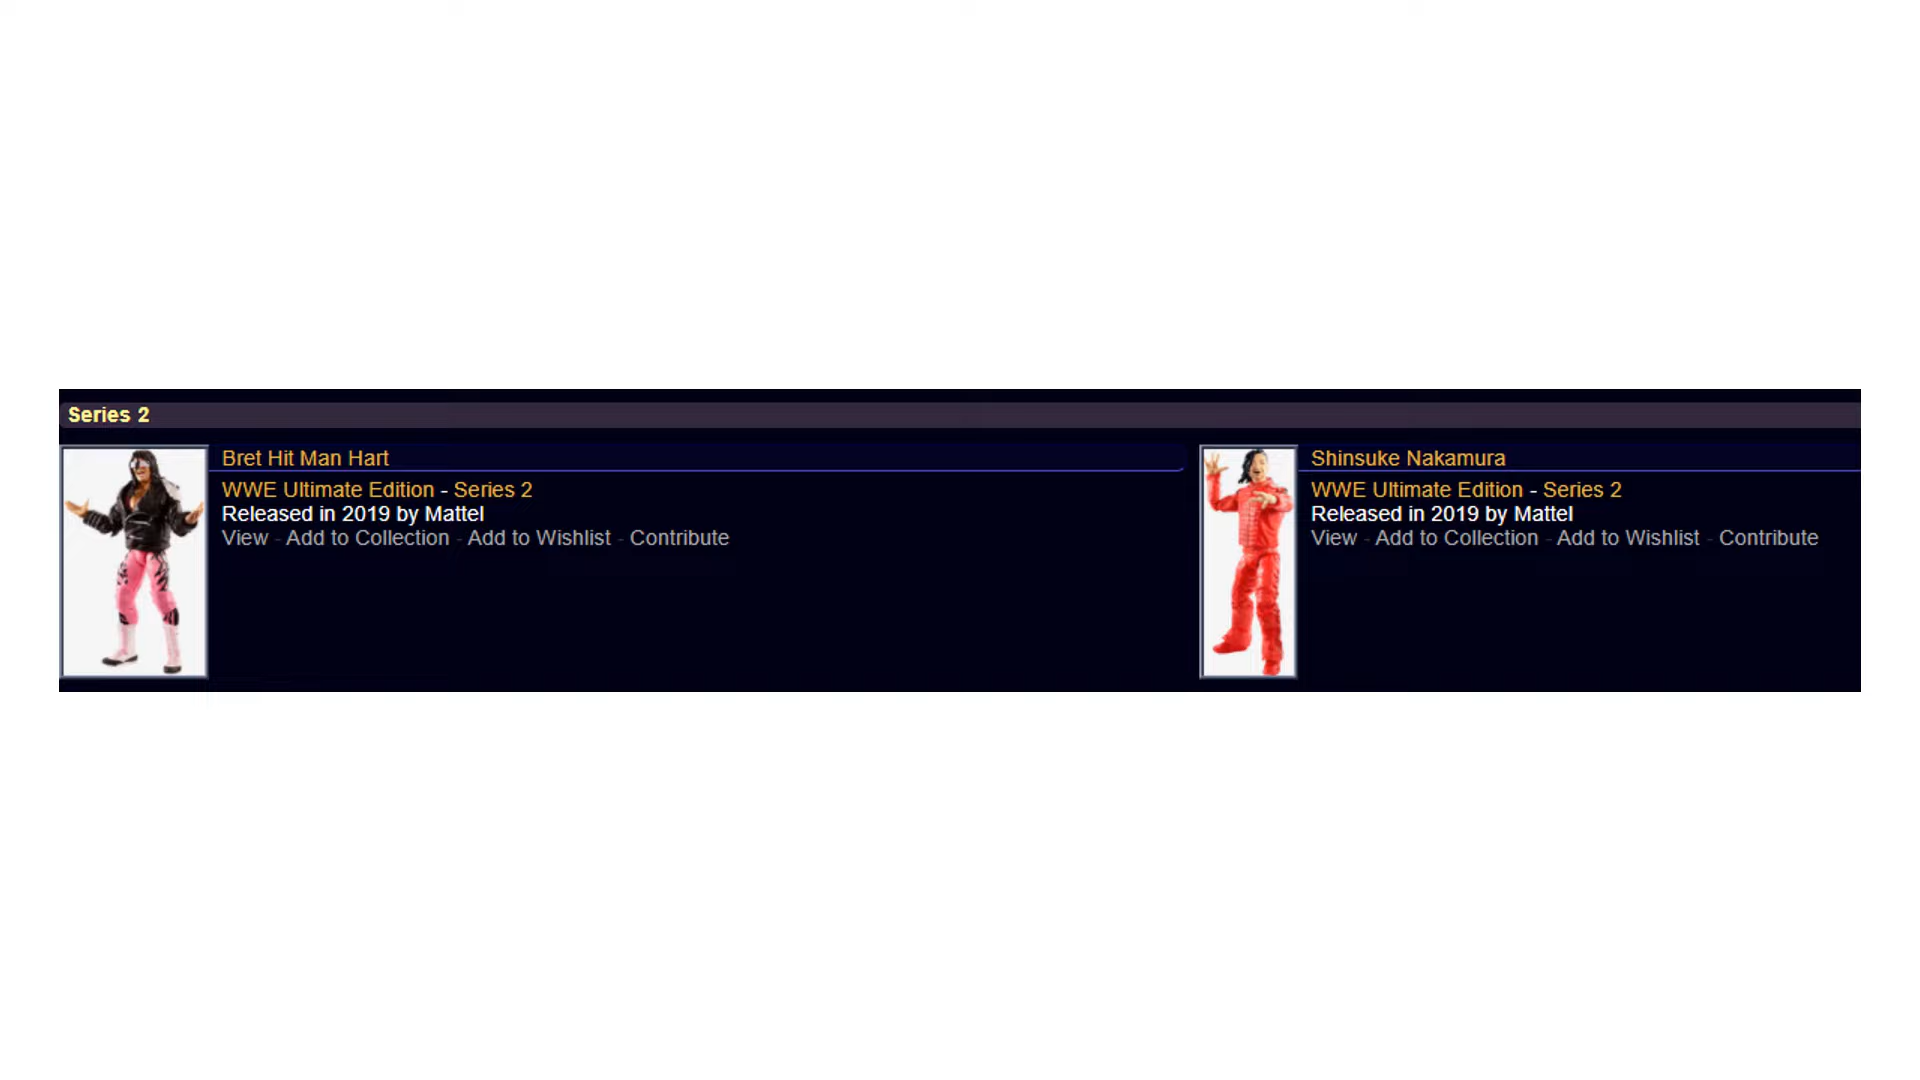 Series 2
Bret Hit Man Hart
WWE Ultimate Edition - Series 2
Released in 2019 by Mattel
View - Add to Collection - Add to Wishlist - Contribute
Shinsuke Nakamura
WWE Ultimate Edition - Series 2
Released in 2019 by Mattel
View - Add to Collection - Add to Wishlist - Contribute